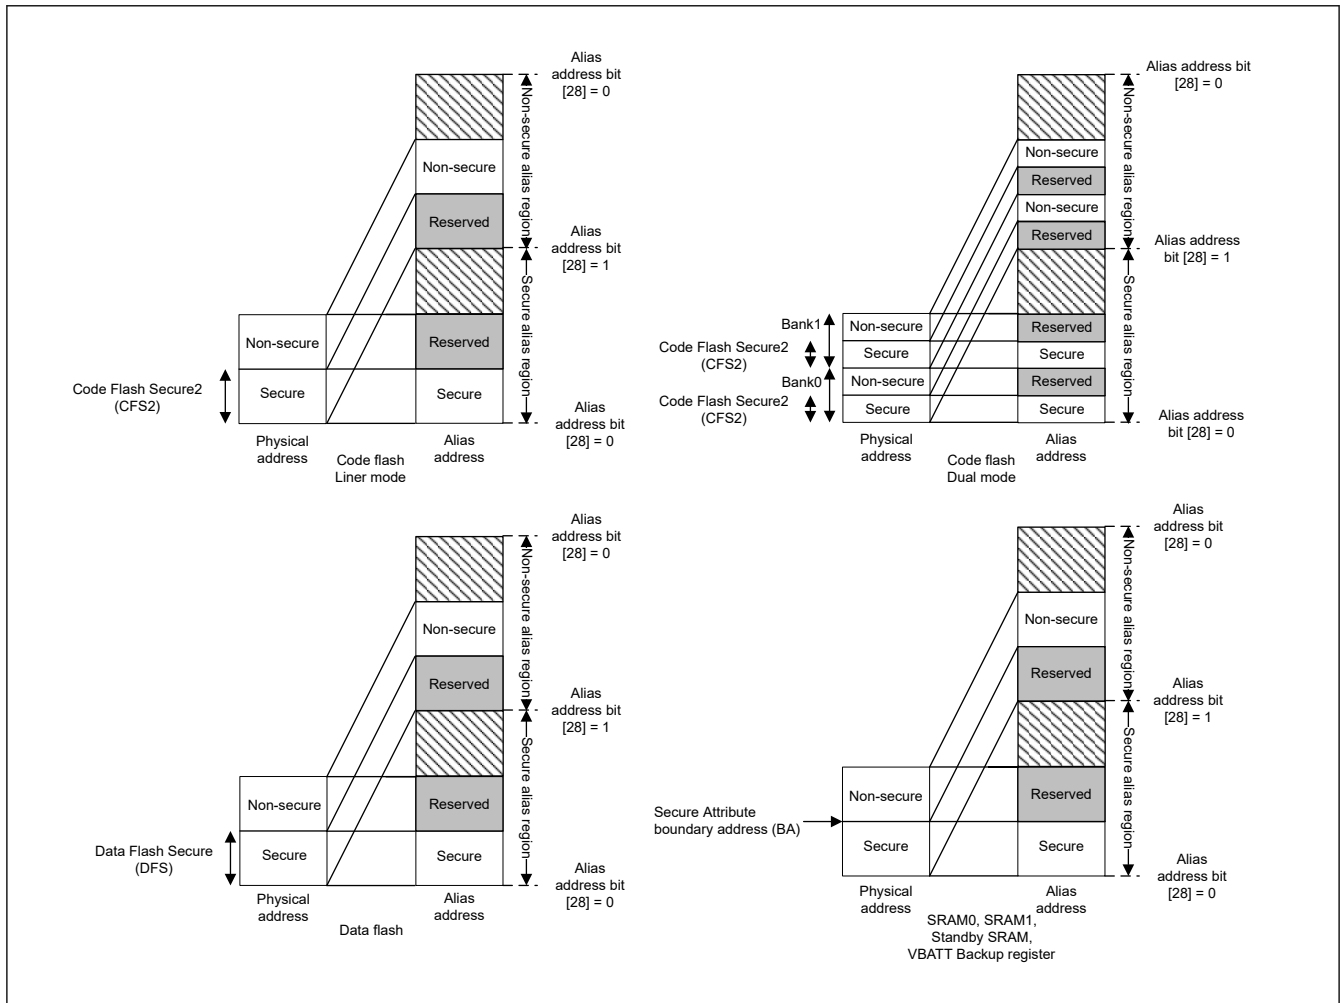 Alias
address bit
[28] = 0
Non-secure alias region
Non-secure
Reserved
Alias
address bit
[28] = 1
Secure alias region
Non-secure
Reserved
Code Flash Secure2
(CFS2)
Secure
Secure
Alias
address bit
[28] = 0
Physical
address
Alias
address
Code flash
Liner mode
Alias address bit
[28] = 0
Non-secure alias region
Non-secure
Reserved
Non-secure
Reserved
Alias address
bit [28] = 1
Secure alias region
Bank1
Non-secure
Reserved
Code Flash Secure2
(CFS2)
Secure
Secure
Bank0
Non-secure
Reserved
Code Flash Secure2
(CFS2)
Secure
Secure
Alias address
bit [28] = 0
Physical
address
Alias
address
Code flash
Dual mode
Alias
address bit
[28] = 0
Non-secure alias region
Non-secure
Reserved
Alias
address bit
[28] = 1
Secure alias region
Non-secure
Reserved
Data Flash Secure
(DFS)
Secure
Secure
Alias
address bit
[28] = 0
Physical
address
Alias
address
Data flash
Alias
address bit
[28] = 0
Non-secure alias region
Non-secure
Reserved
Alias
address bit
[28] = 1
Secure alias region
Non-secure
Reserved
Secure Attribute
boundary address (BA)
Secure
Secure
Alias
address bit
[28] = 0
Physical
address
Alias
address
SRAM0, SRAM1,
Standby SRAM,
VBATT Backup register